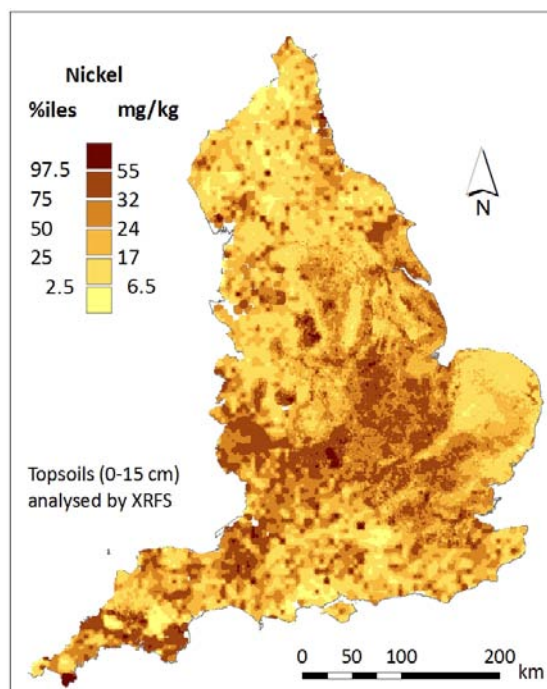 Nickel
%iles mg/kg
97.5 55
75 32
50 24
25 17
2.5 6.5
N
Topsoils (0-15 cm)
analysed by XRFS
0 25 50 100 200
km